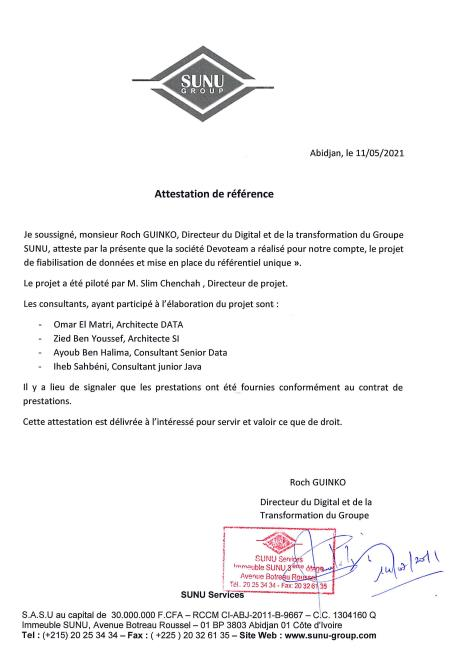 SUNU
GROUP
Abidjan, le 11/05/2021
Attestation de référence
Je soussigné, monsieur Roch GUINKO, Directeur du Digital et de la transformation du Groupe
SUNU, atteste par la présente que la société Devoteam a réalisé pour notre compte, le projet
de fiabilisation de données et mise en place du référentiel unique ».
Le projet a été piloté par M. Slim Chenchah , Directeur de projet.
Les consultants, ayant participé à l'élaboration du projet sont :
- Omar El Matri, Architecte DATA
- Zied Ben Youssef, Architecte SI
- Ayoub Ben Halima, Consultant Senior Data
- Iheb Sahbéni, Consultant junior Java
Il y a lieu de signaler que les prestations ont été fournies conformément au contrat de
prestations.
Cette attestation est délivrée à l'intéressé pour servir et valoir ce que de droit.
Roch GUINKO
Directeur du Digital et de la
Transformation du Groupe
SUNU Services
Immeuble SUNU 3ème étage
Avenue Botreau Roussel
Tél. 20 25 34 34 - Fax: 20 32 61 35
SUNU Services
S.A.S.U au capital de 30.000.000 F.CFA – RCCM CI-ABJ-2011-B-9667 – C.C. 1304160 Q
Immeuble SUNU, Avenue Botreau Roussel – 01 BP 3803 Abidjan 01 Côte d'Ivoire
Tel : (+215) 20 25 34 34 – Fax : ( +225 ) 20 32 61 35 – Site Web : www.sunu-group.com